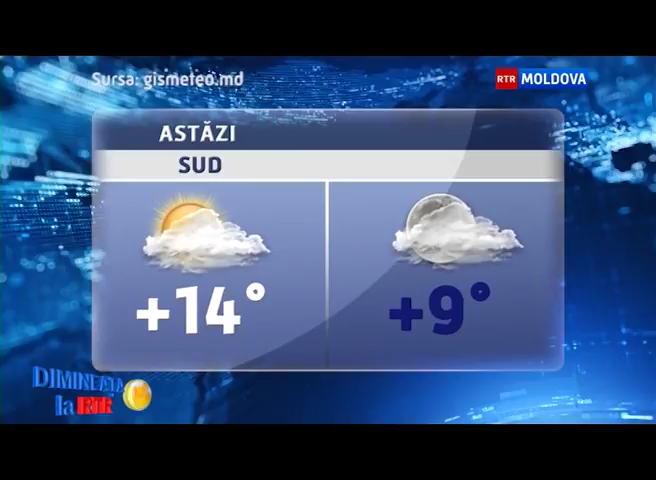 Sursa: gismeteo.md
RTR MOLDOVA
ASTĂZI
SUD
+14° +9°
DIMINEAȚA
la RTR